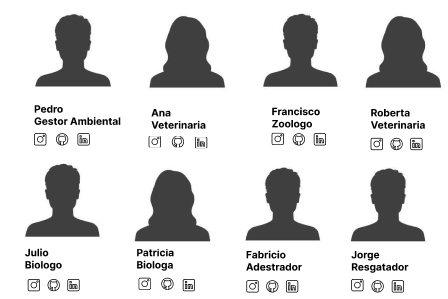 Pedro
Gestor Ambiental
Ana
Veterinaria
Francisco
Zoologo
Roberta
Veterinaria
Julio
Biologo
Patricia
Biologa
Fabricio
Adestrador
Jorge
Resgatador